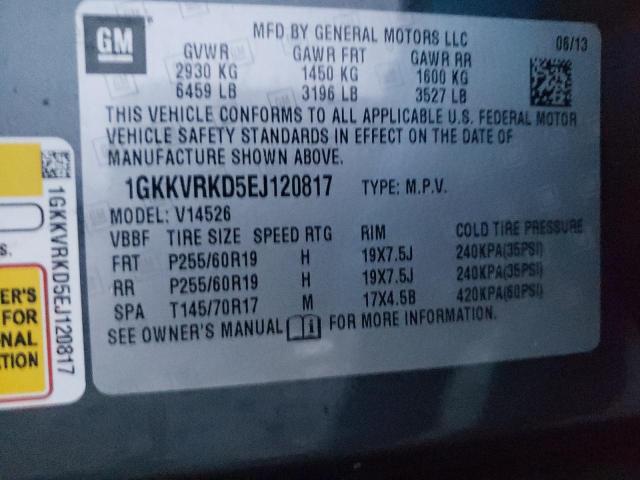 GM
MFD BY GENERAL MOTORS LLC
06/13
GVWR GAWR FRT GAWR RR
2930 KG 1450 KG 1600 KG
6459 LB 3196 LB 3527 LB
THIS VEHICLE CONFORMS TO ALL APPLICABLE U.S. FEDERAL MOTOR
VEHICLE SAFETY STANDARDS IN EFFECT ON THE DATE OF
MANUFACTURE SHOWN ABOVE.
1GKKVRKD5EJ120817 TYPE: M.P.V.
MODEL: V14526
VBBF TIRE SIZE SPEED RTG RIM COLD TIRE PRESSURE
FRT P255/60R19 H 19X7.5J 240KPA(35PSI)
RR P255/60R19 H 19X7.5J 240KPA(35PSI)
SPA T145/70R17 M 17X4.5B 420KPA(60PSI)
SEE OWNER'S MANUAL FOR MORE INFORMATION.
1GKKVRKD5EJ120817
S.
ER'S
FOR
NAL
TION